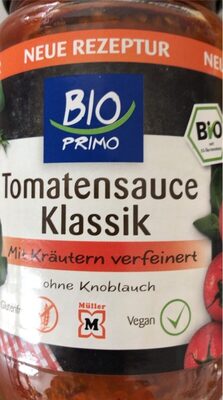 NEUE REZEPTUR
BIO
PRIMO
BIO
Tomatensauce
Klassik
Mit Kräutern verfeinert
ohne Knoblauch
Müller
M
Vegan